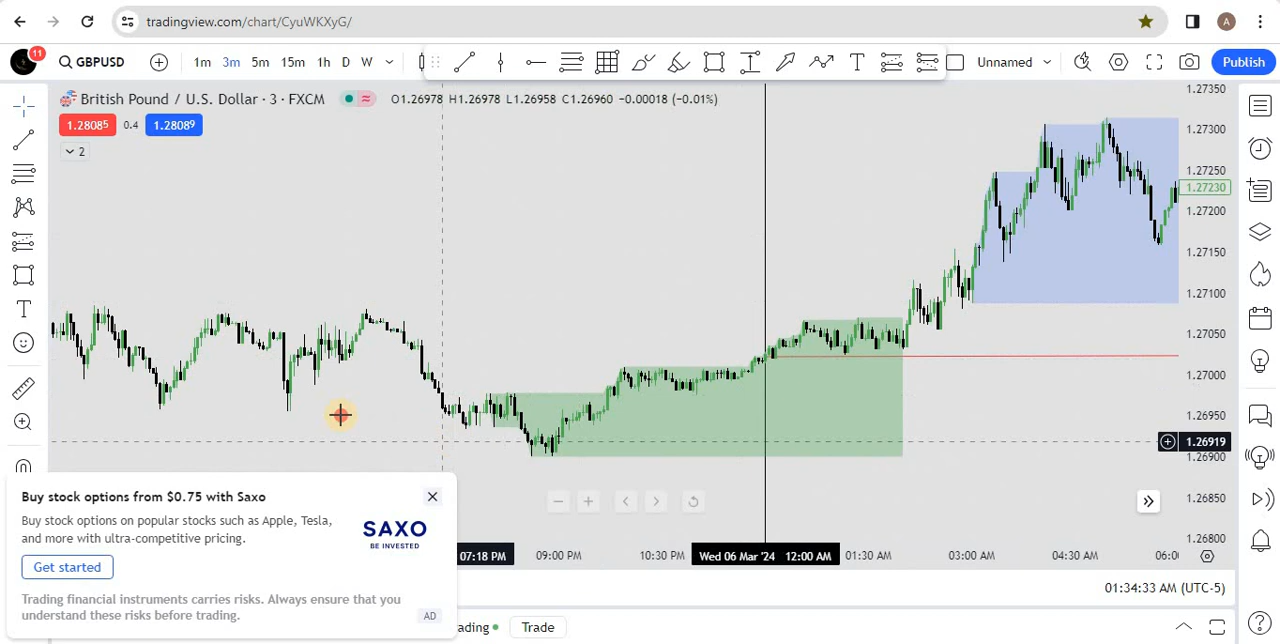 tradingview.com/chart/CyuWKXyG/
A
11
GBPUSD
1m 3m 5m 15m 1h D W
Unnamed
Publish
British Pound / U.S. Dollar · 3 · FXCM
O1.26978 H1.26978 L1.26958 C1.26960 −0.00018 (−0.01%)
1.28085 0.4 1.28089
2
1.27350
1.27300
1.27250
1.27230
1.27200
1.27150
1.27100
1.27050
1.27000
1.26950
1.26919
1.26900
1.26850
1.26800
07:18 PM 09:00 PM 10:30 PM Wed 06 Mar '24 12:00 AM 01:30 AM 03:00 AM 04:30 AM 06:0
01:34:33 AM (UTC-5)
Buy stock options from $0.75 with Saxo
Buy stock options on popular stocks such as Apple, Tesla,
and more with ultra-competitive pricing.
SAXO
BE INVESTED
Get started
Trading financial instruments carries risks. Always ensure that you
understand these risks before trading.
AD
ading
Trade